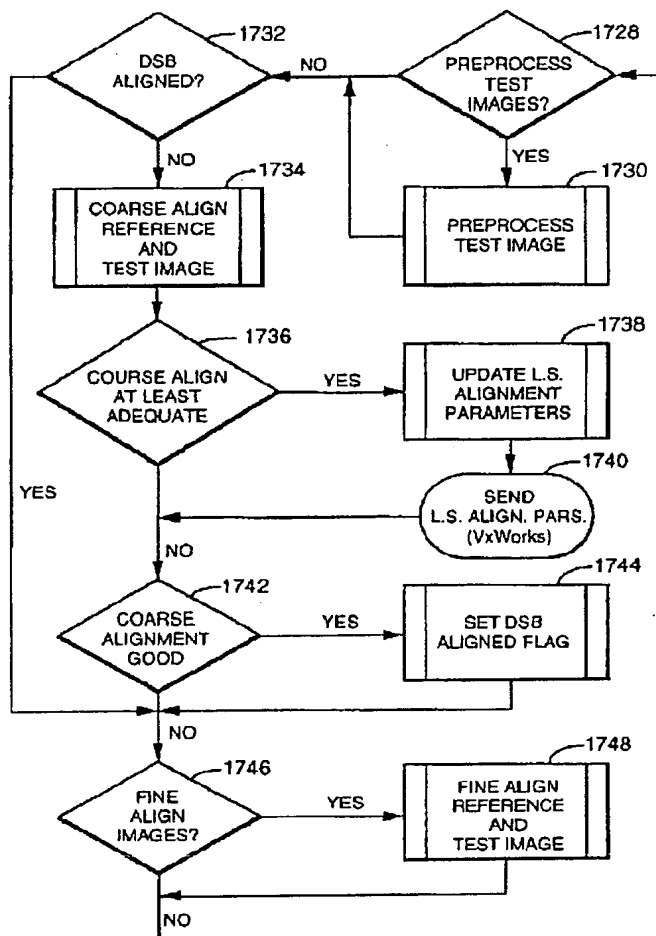 1732
DSB
ALIGNED?
NO
1728
PREPROCESS
TEST
IMAGES?
NO
1734
COARSE ALIGN
REFERENCE
AND
TEST IMAGE
YES
1730
PREPROCESS
TEST IMAGE
1736
COURSE ALIGN
AT LEAST
ADEQUATE
YES
1738
UPDATE L.S.
ALIGNMENT
PARAMETERS
YES
1740
SEND
L.S. ALIGN. PARS.
(VxWorks)
NO
1742
COARSE
ALIGNMENT
GOOD
YES
1744
SET DSB
ALIGNED FLAG
NO
1746
FINE
ALIGN
IMAGES?
YES
1748
FINE ALIGN
REFERENCE
AND
TEST IMAGE
NO